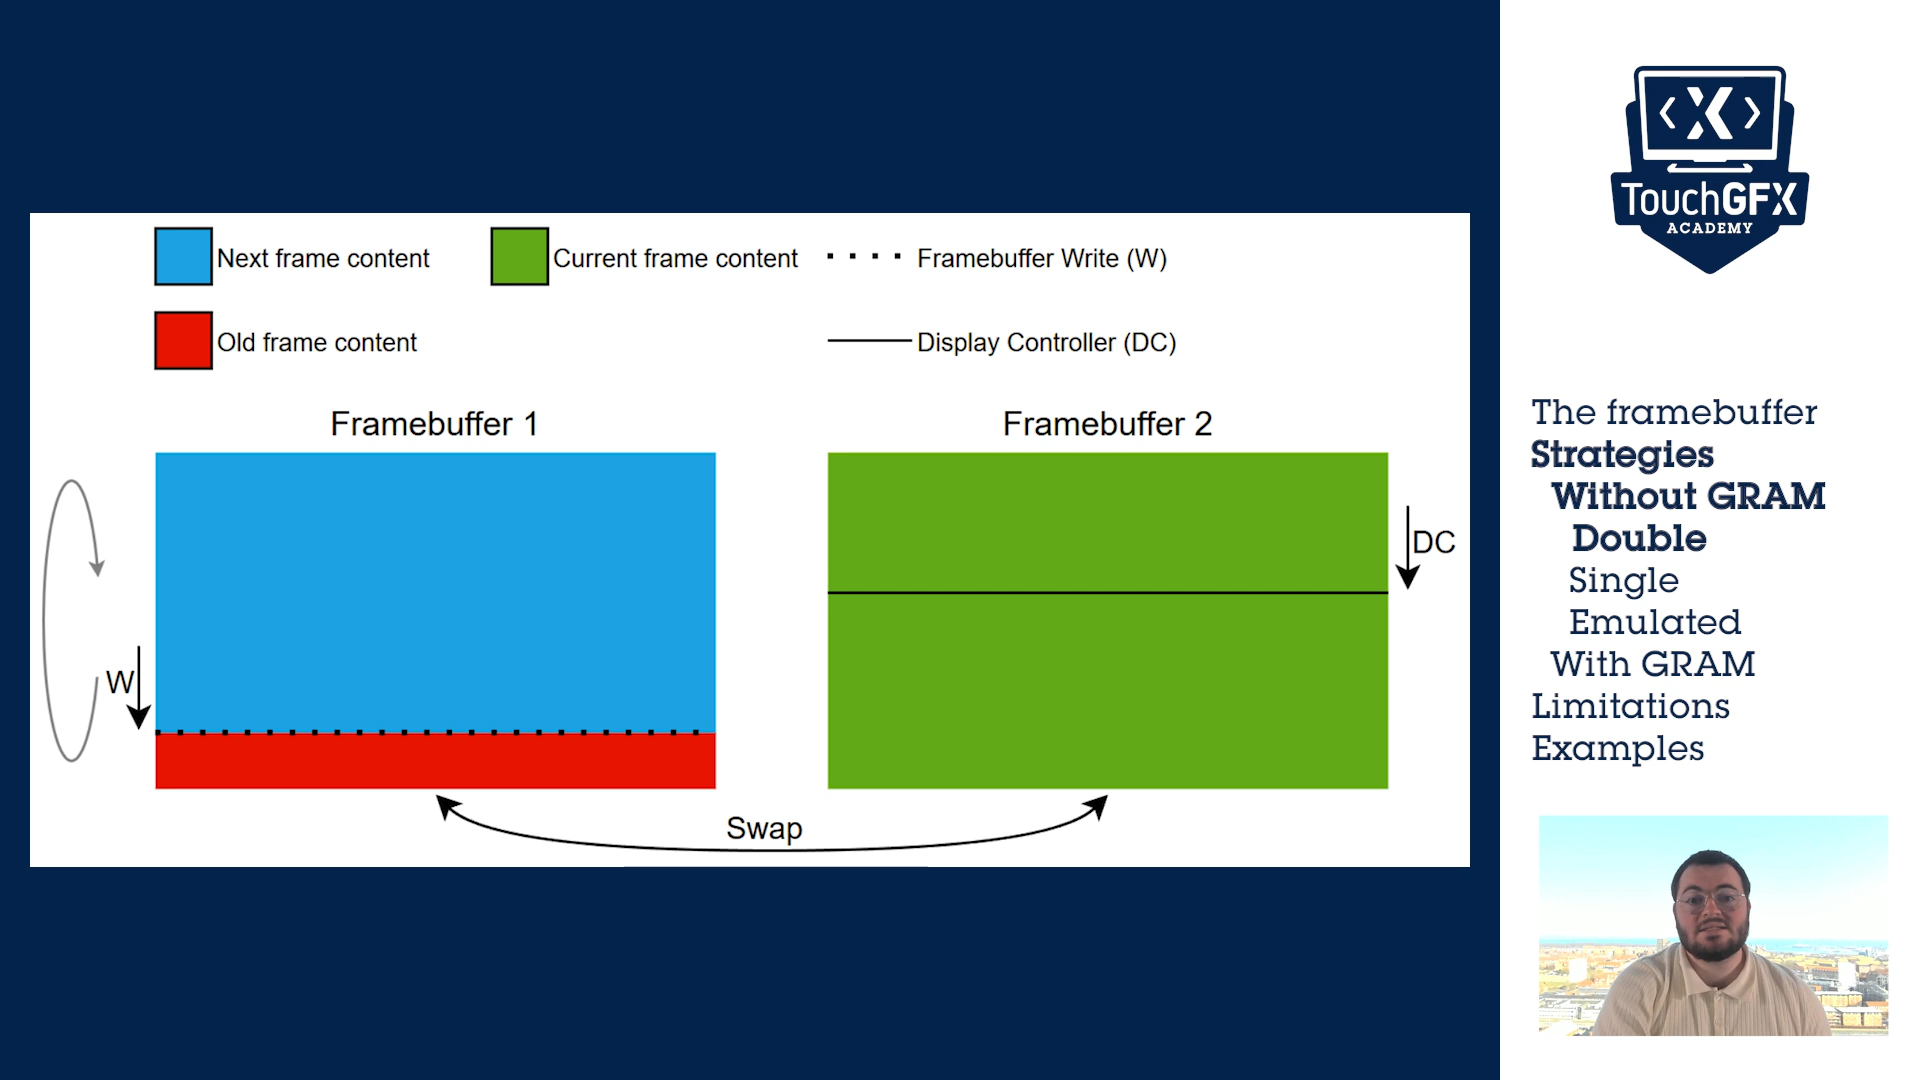 Next frame content
Current frame content
Framebuffer Write (W)
Old frame content
Display Controller (DC)
Framebuffer 1
Framebuffer 2
W
DC
Swap
<X>
TouchGFX
ACADEMY
The framebuffer
Strategies
Without GRAM
Double
Single
Emulated
With GRAM
Limitations
Examples